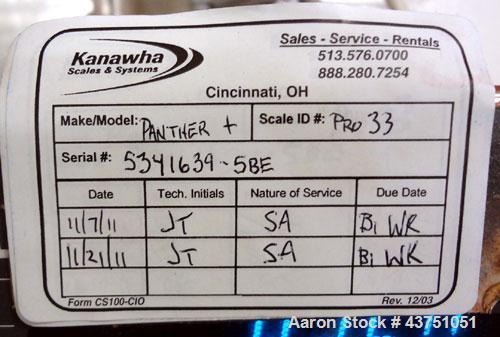 Kanawha
Scales & Systems
Sales - Service - Rentals
513.576.0700
888.280.7254
Cincinnati, OH
Make/Model: PANTHER + Scale ID #: PRO 33
Serial #: 5341639-5BE
Date Tech. Initials Nature of Service Due Date
11/7/11 JT SA Bi WK
11/21/11 JT SA Bi WK
Form CS100-CIO Rev. 12/03
Aaron Stock # 43751051